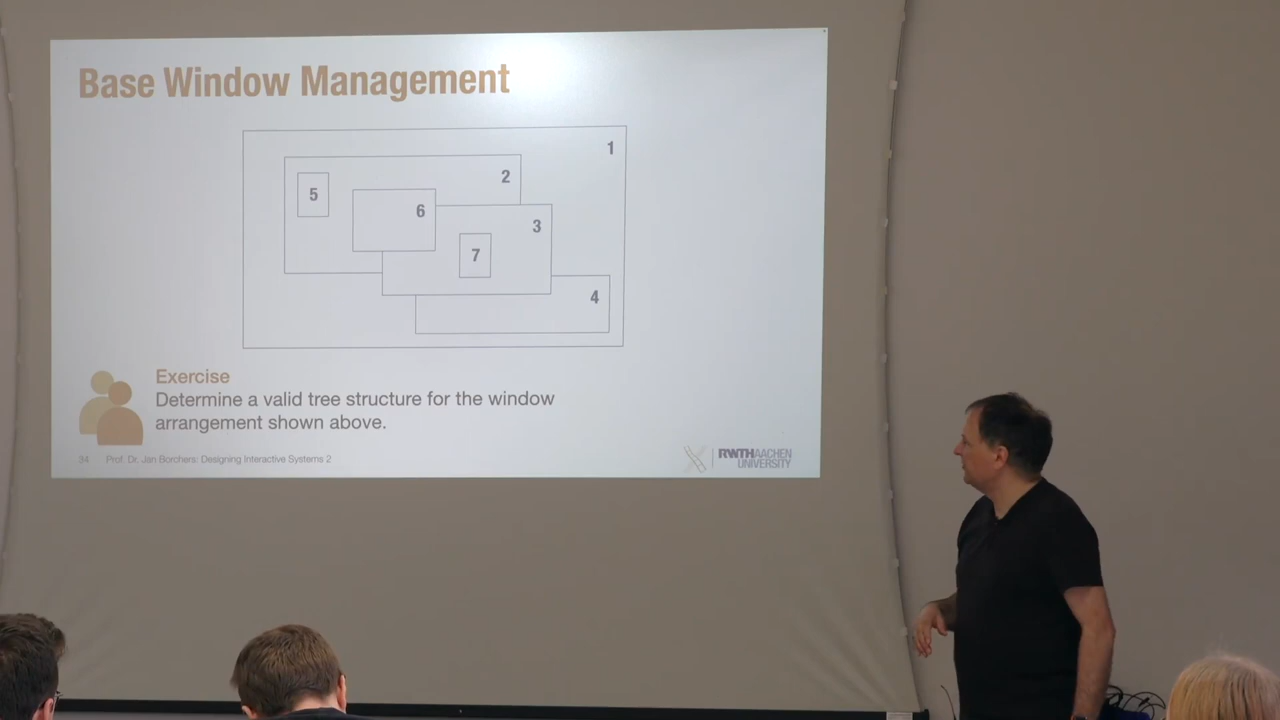 Base Window Management
1
2
5
6
3
7
4
Exercise
Determine a valid tree structure for the window
arrangement shown above.
34 Prof. Dr. Jan Borchers: Designing Interactive Systems 2
RWTHAACHEN
UNIVERSITY